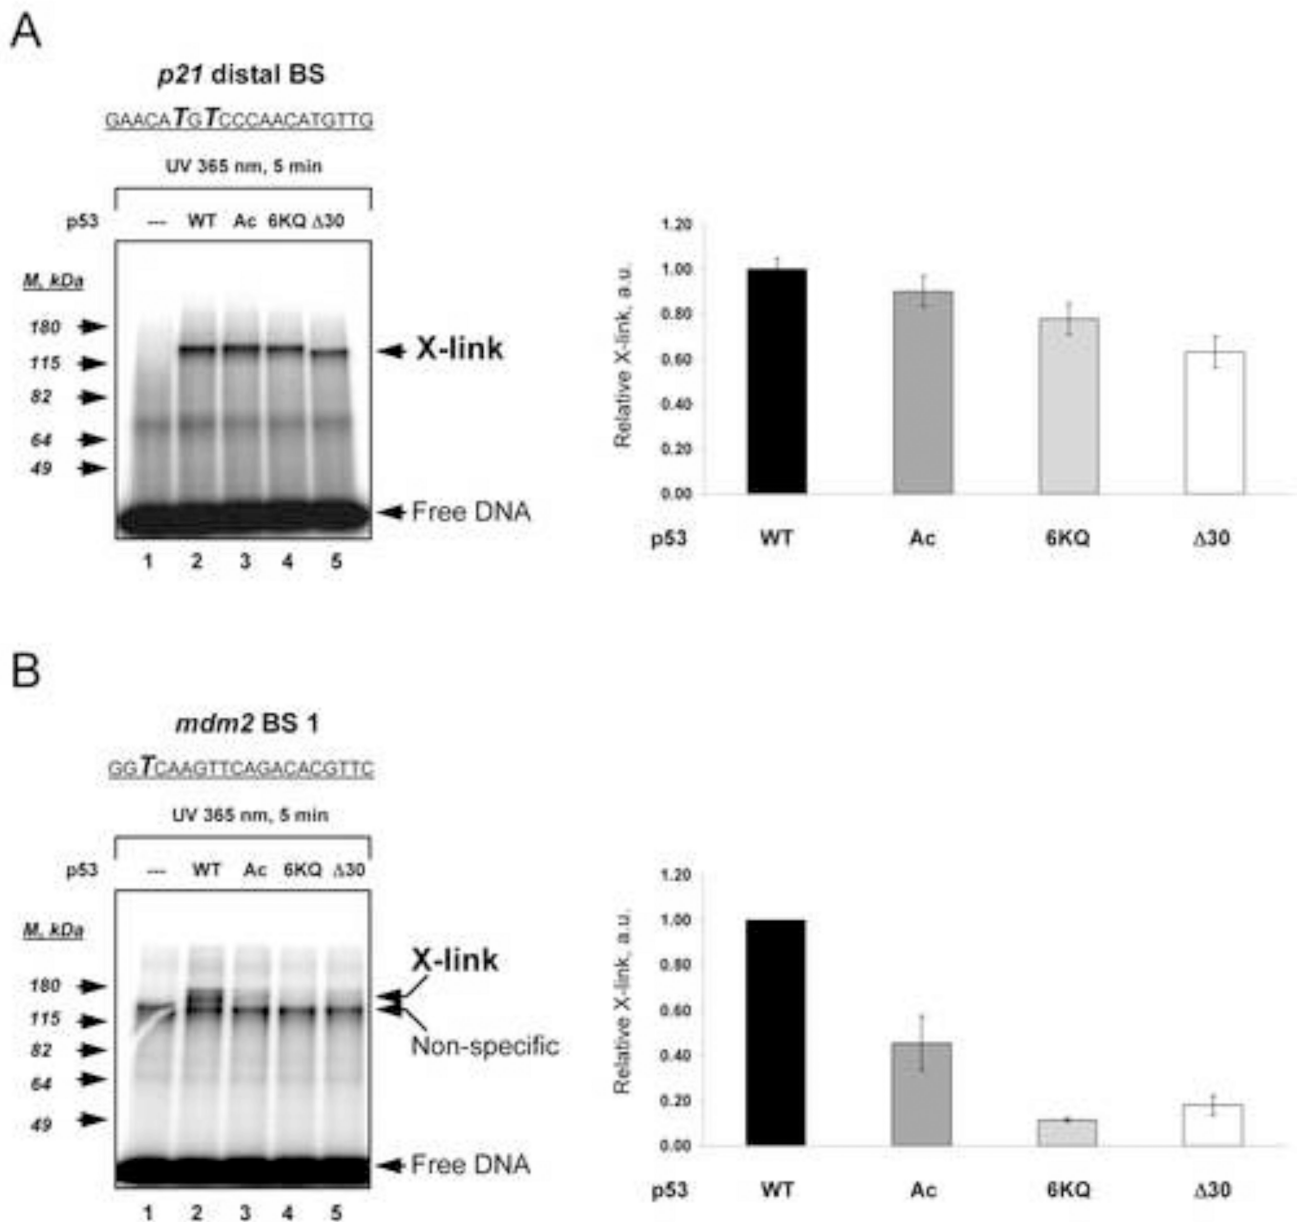 A
p21 distal BS
GAACATGTCCCAACATGTTG
UV 365 nm, 5 min
p53 --- WT Ac 6KQ Δ30
M, kDa
180
115
82
64
49
X-link
Free DNA
1 2 3 4 5
Relative X-link, a.u.
1.20
1.00
0.80
0.60
0.40
0.20
0.00
p53 WT Ac 6KQ Δ30
B
mdm2 BS 1
GGTCAAGTTCAGACACGTTC
UV 365 nm, 5 min
p53 --- WT Ac 6KQ Δ30
M, kDa
180
115
82
64
49
X-link
Non-specific
Free DNA
1 2 3 4 5
Relative X-link, a.u.
1.20
1.00
0.80
0.60
0.40
0.20
0.00
p53 WT Ac 6KQ Δ30